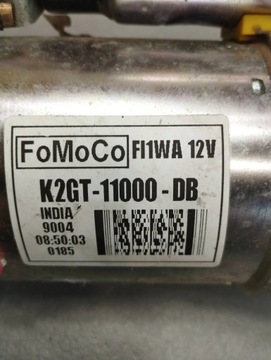 FoMoCo FI1WA 12V
K2GT-11000-DB
INDIA
9004
08:50:03
0185